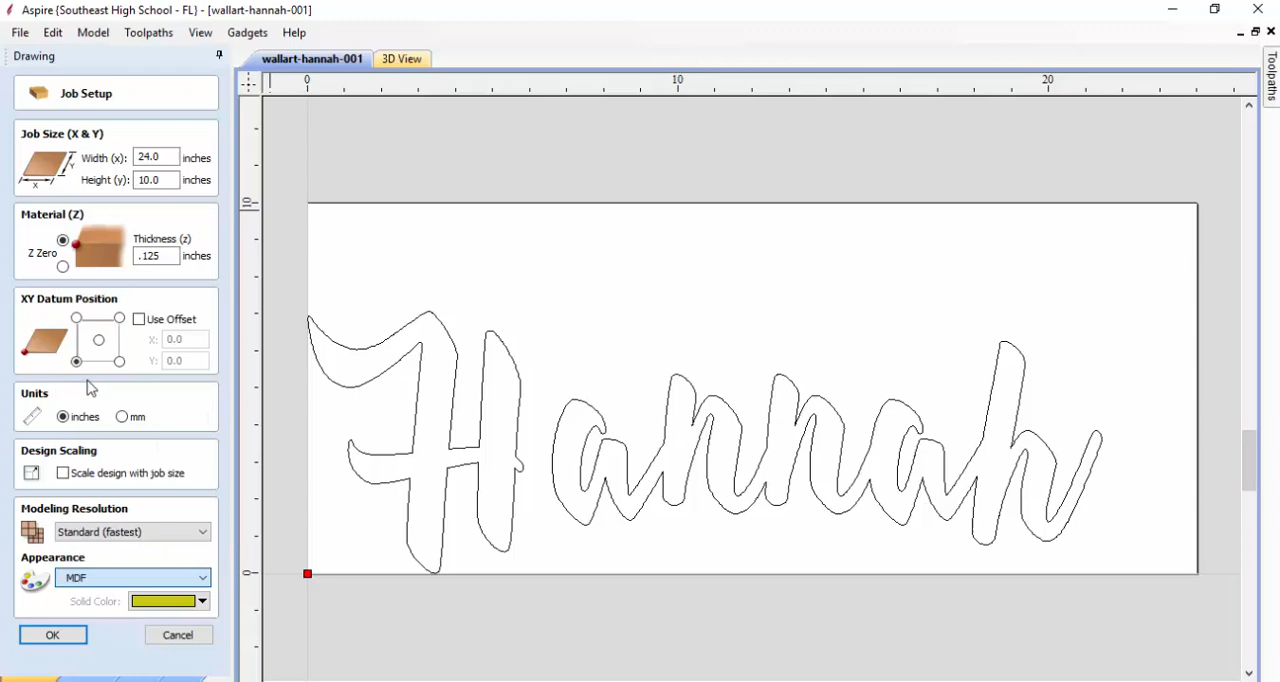 Aspire (Southeast High School - FL} - [wallart-hannah-001]
File Edit Model Toolpaths View Gadgets Help
Drawing
wallart-hannah-001 3D View
Toolpaths
0 10 20
10
0
Job Setup
Job Size (X & Y)
Width (x): 24.0 inches
Height (y): 10.0 inches
Y
X
Material (Z)
Z Zero
Thickness (z)
.125 inches
XY Datum Position
Use Offset
X: 0.0
Y: 0.0
Units
inches mm
Design Scaling
Scale design with job size
Modeling Resolution
Standard (fastest)
Appearance
MDF
Solid Color:
OK Cancel
Hannah